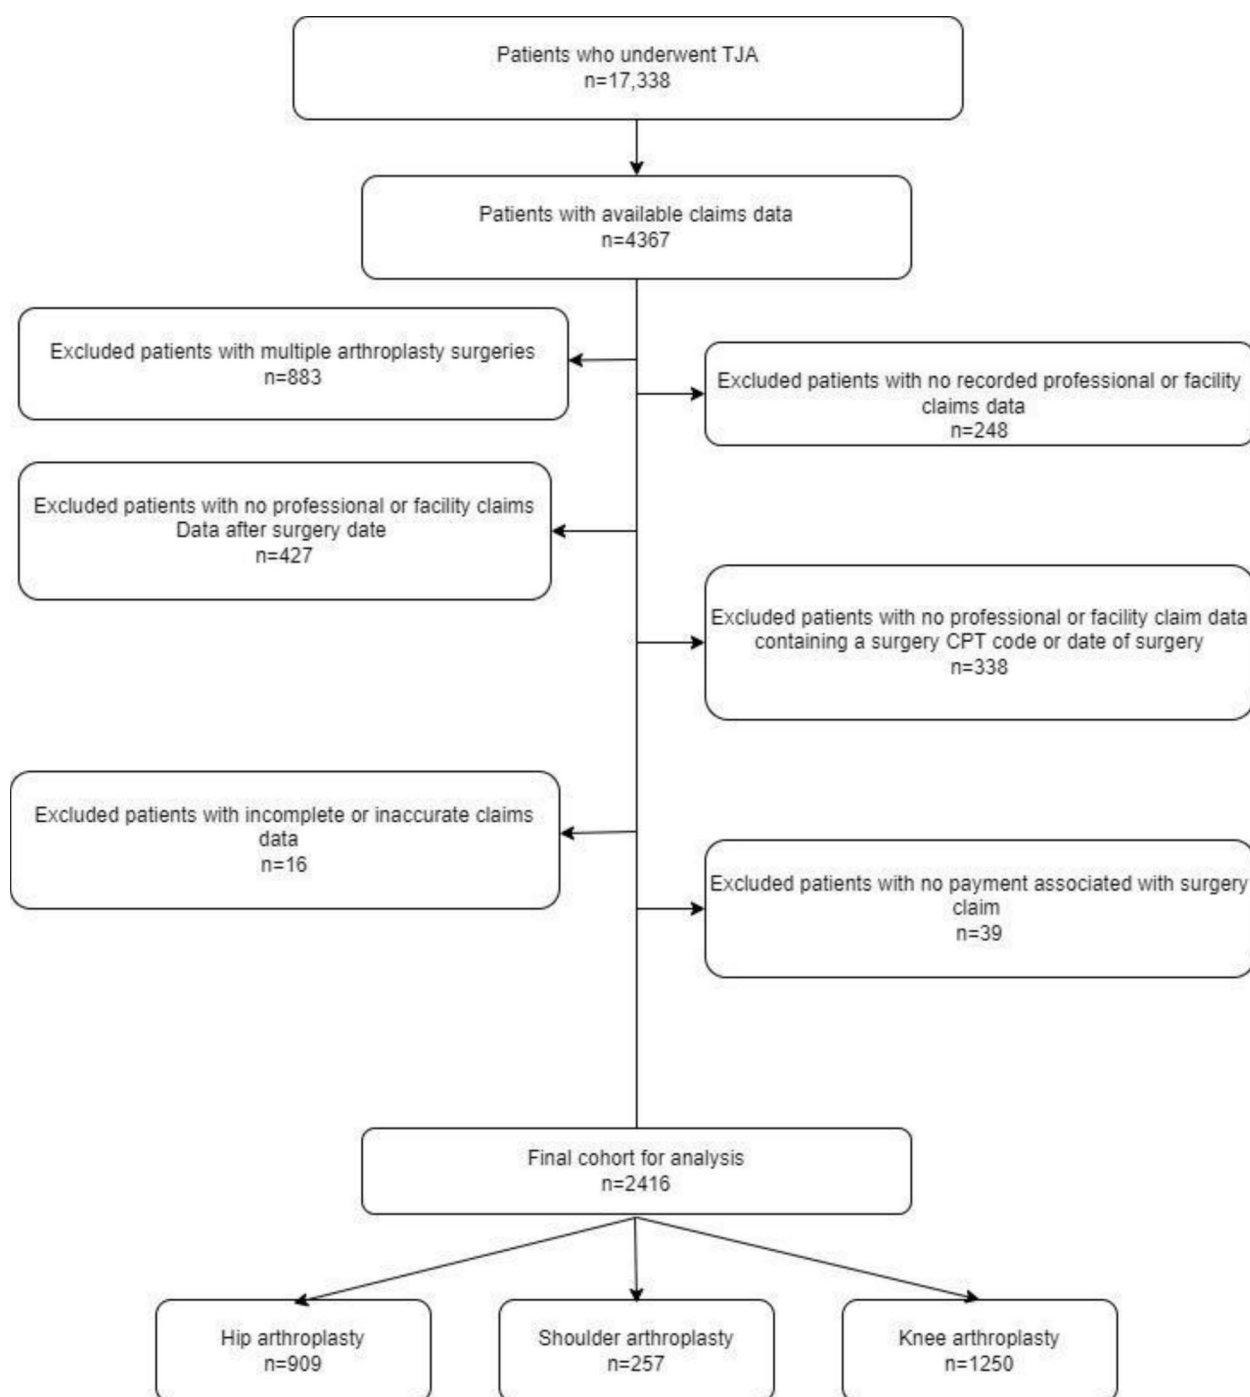 Patients who underwent TJA
n=17,338
Patients with available claims data
n=4367
Excluded patients with multiple arthroplasty surgeries
n=883
Excluded patients with no recorded professional or facility
claims data
n=248
Excluded patients with no professional or facility claims
Data after surgery date
n=427
Excluded patients with no professional or facility claim data
containing a surgery CPT code or date of surgery
n=338
Excluded patients with incomplete or inaccurate claims
data
n=16
Excluded patients with no payment associated with surgery
claim
n=39
Final cohort for analysis
n=2416
Hip arthroplasty
n=909
Shoulder arthroplasty
n=257
Knee arthroplasty
n=1250